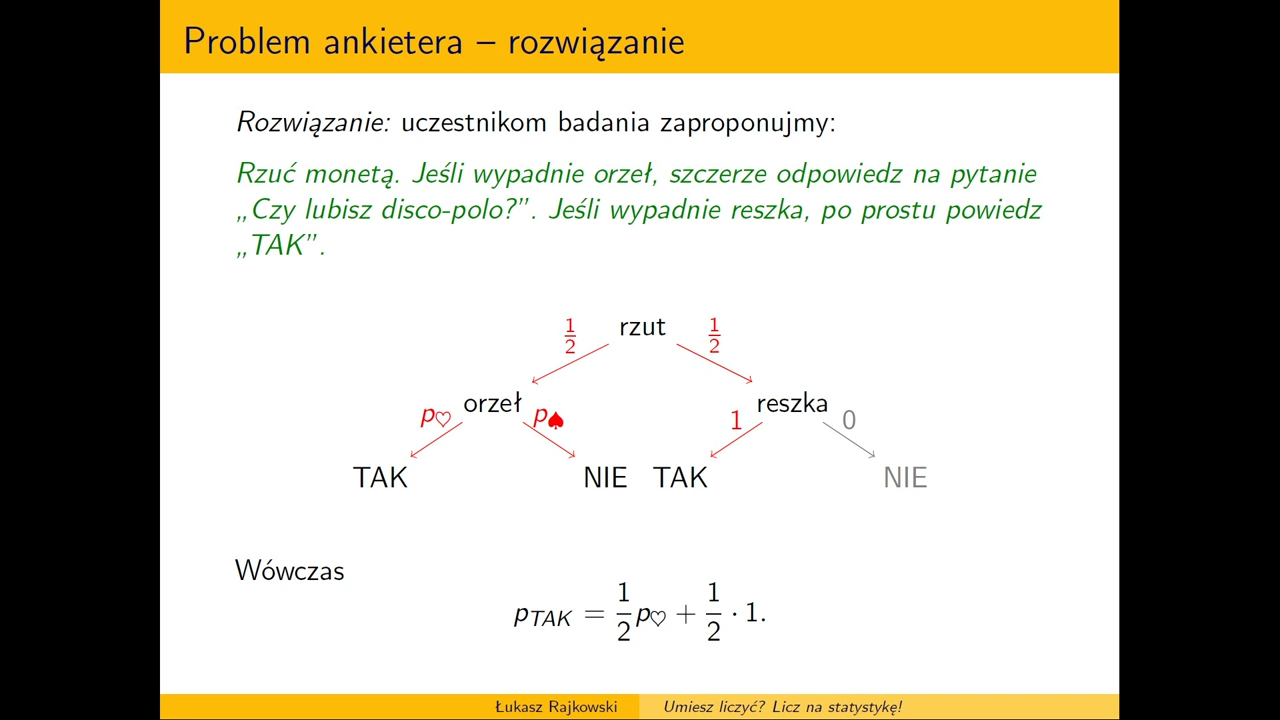 Problem ankietera – rozwiązanie
Rozwiązanie: uczestnikom badania zaproponujmy:
Rzuć monetą. Jeśli wypadnie orzeł, szczerze odpowiedz na pytanie
„Czy lubisz disco-polo?”. Jeśli wypadnie reszka, po prostu powiedz
„TAK”.
1/2 rzut 1/2
p♡ orzeł p♠ 1 reszka 0
TAK NIE TAK NIE
Wówczas
p_TAK = 1/2 p♡ + 1/2 · 1.
Łukasz Rajkowski Umiesz liczyć? Licz na statystykę!